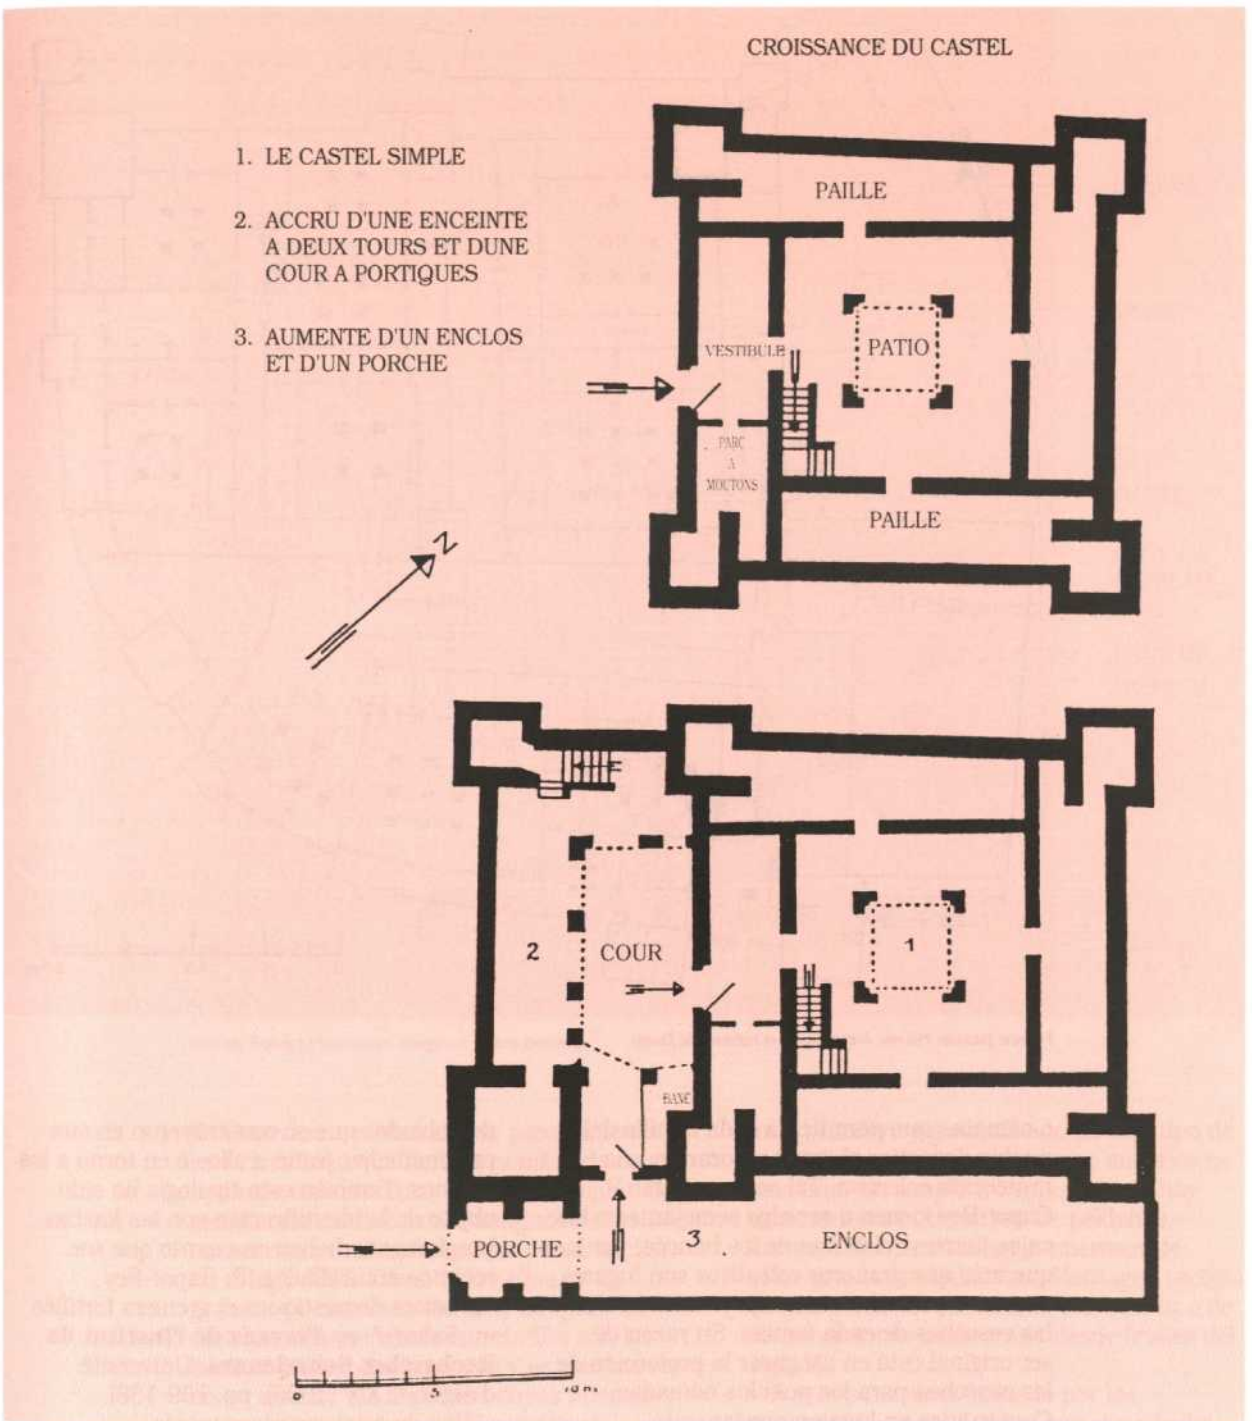 CROISSANCE DU CASTEL
1. LE CASTEL SIMPLE
2. ACCRU D'UNE ENCEINTE
A DEUX TOURS ET DUNE
COUR A PORTIQUES
3. AUMENTE D'UN ENCLOS
ET D'UN PORCHE
PAILLE
VESTIBULE
PATIO
PARC
A
MOUTONS
PAILLE
N
2
COUR
1
BANC
PORCHE
3
ENCLOS
0
5
10 m.